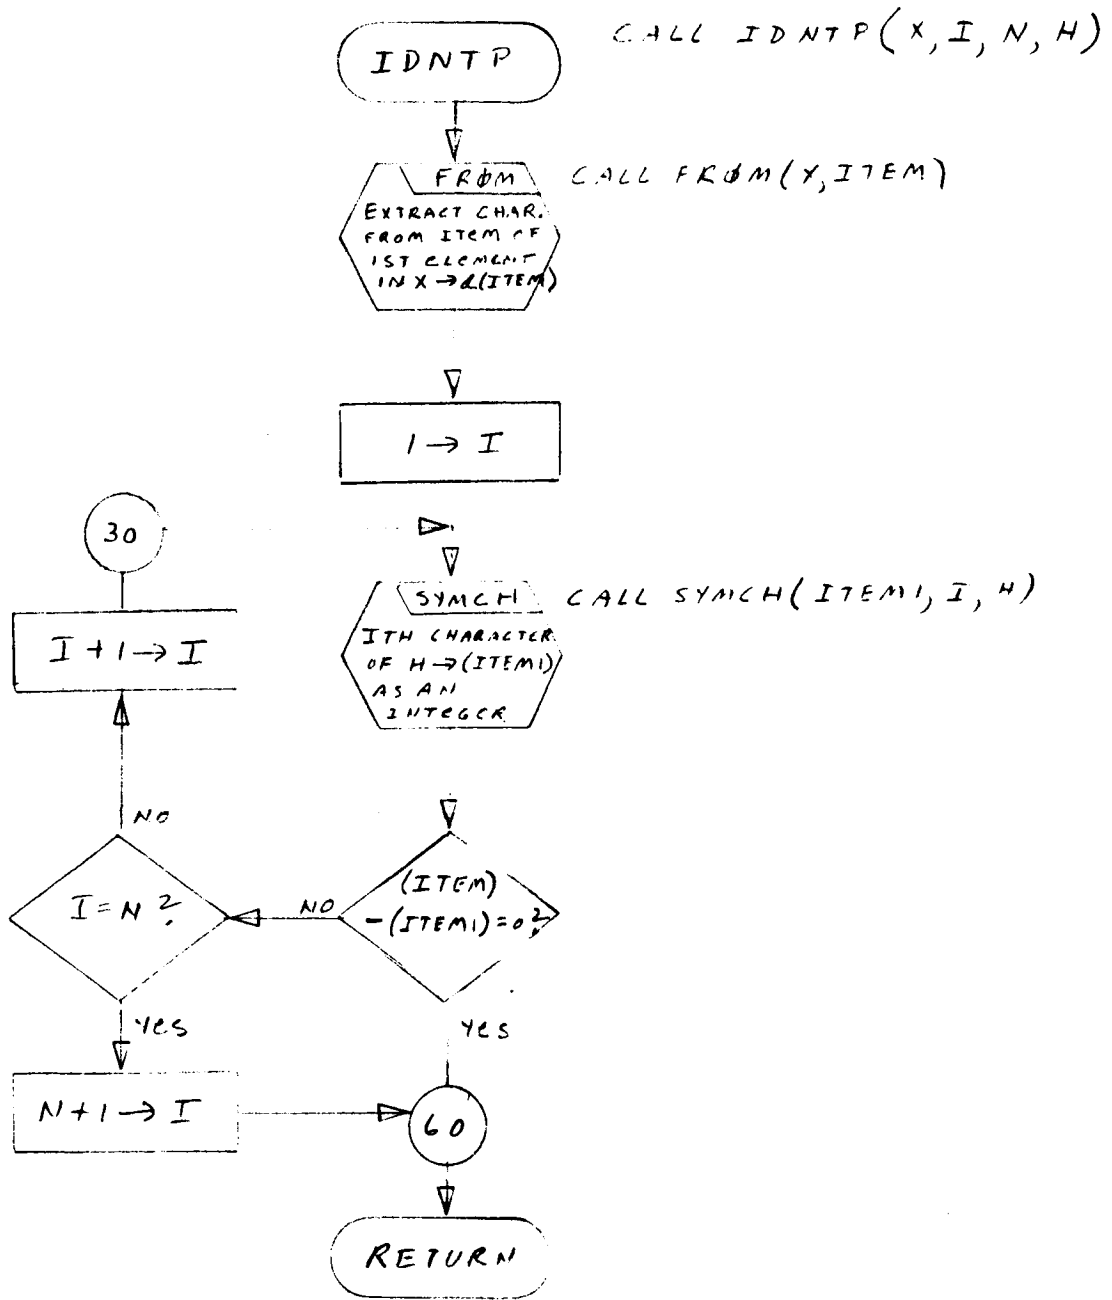 IDNTP
CALL IDNTP(X, I, N, H)
FRØM
CALL FRØM(X, ITEM)
EXTRACT CHAR.
FROM ITEM OF
1ST ELEMENT
IN X → (ITEM)
1 → I
30
SYMCH
CALL SYMCH(ITEM1, I, H)
ITH CHARACTER
OF H → (ITEM1)
AS AN
INTEGER
I + 1 → I
NO
(ITEM)
- (ITEM1) = 0?
NO
I = N?
YES
YES
N + 1 → I
60
RETURN